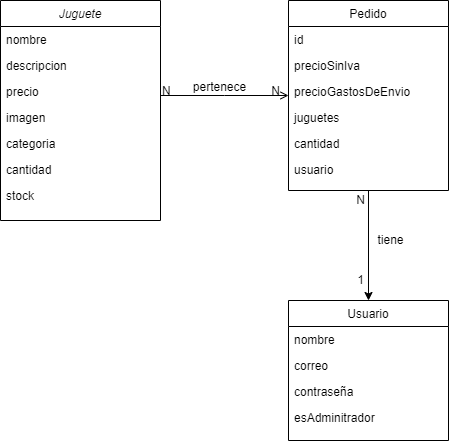 Juguete
nombre
descripcion
precio
imagen
categoria
cantidad
stock
N
pertenece
N
Pedido
id
precioSinIva
precioGastosDeEnvio
juguetes
cantidad
usuario
N
tiene
1
Usuario
nombre
correo
contraseña
esAdminitrador